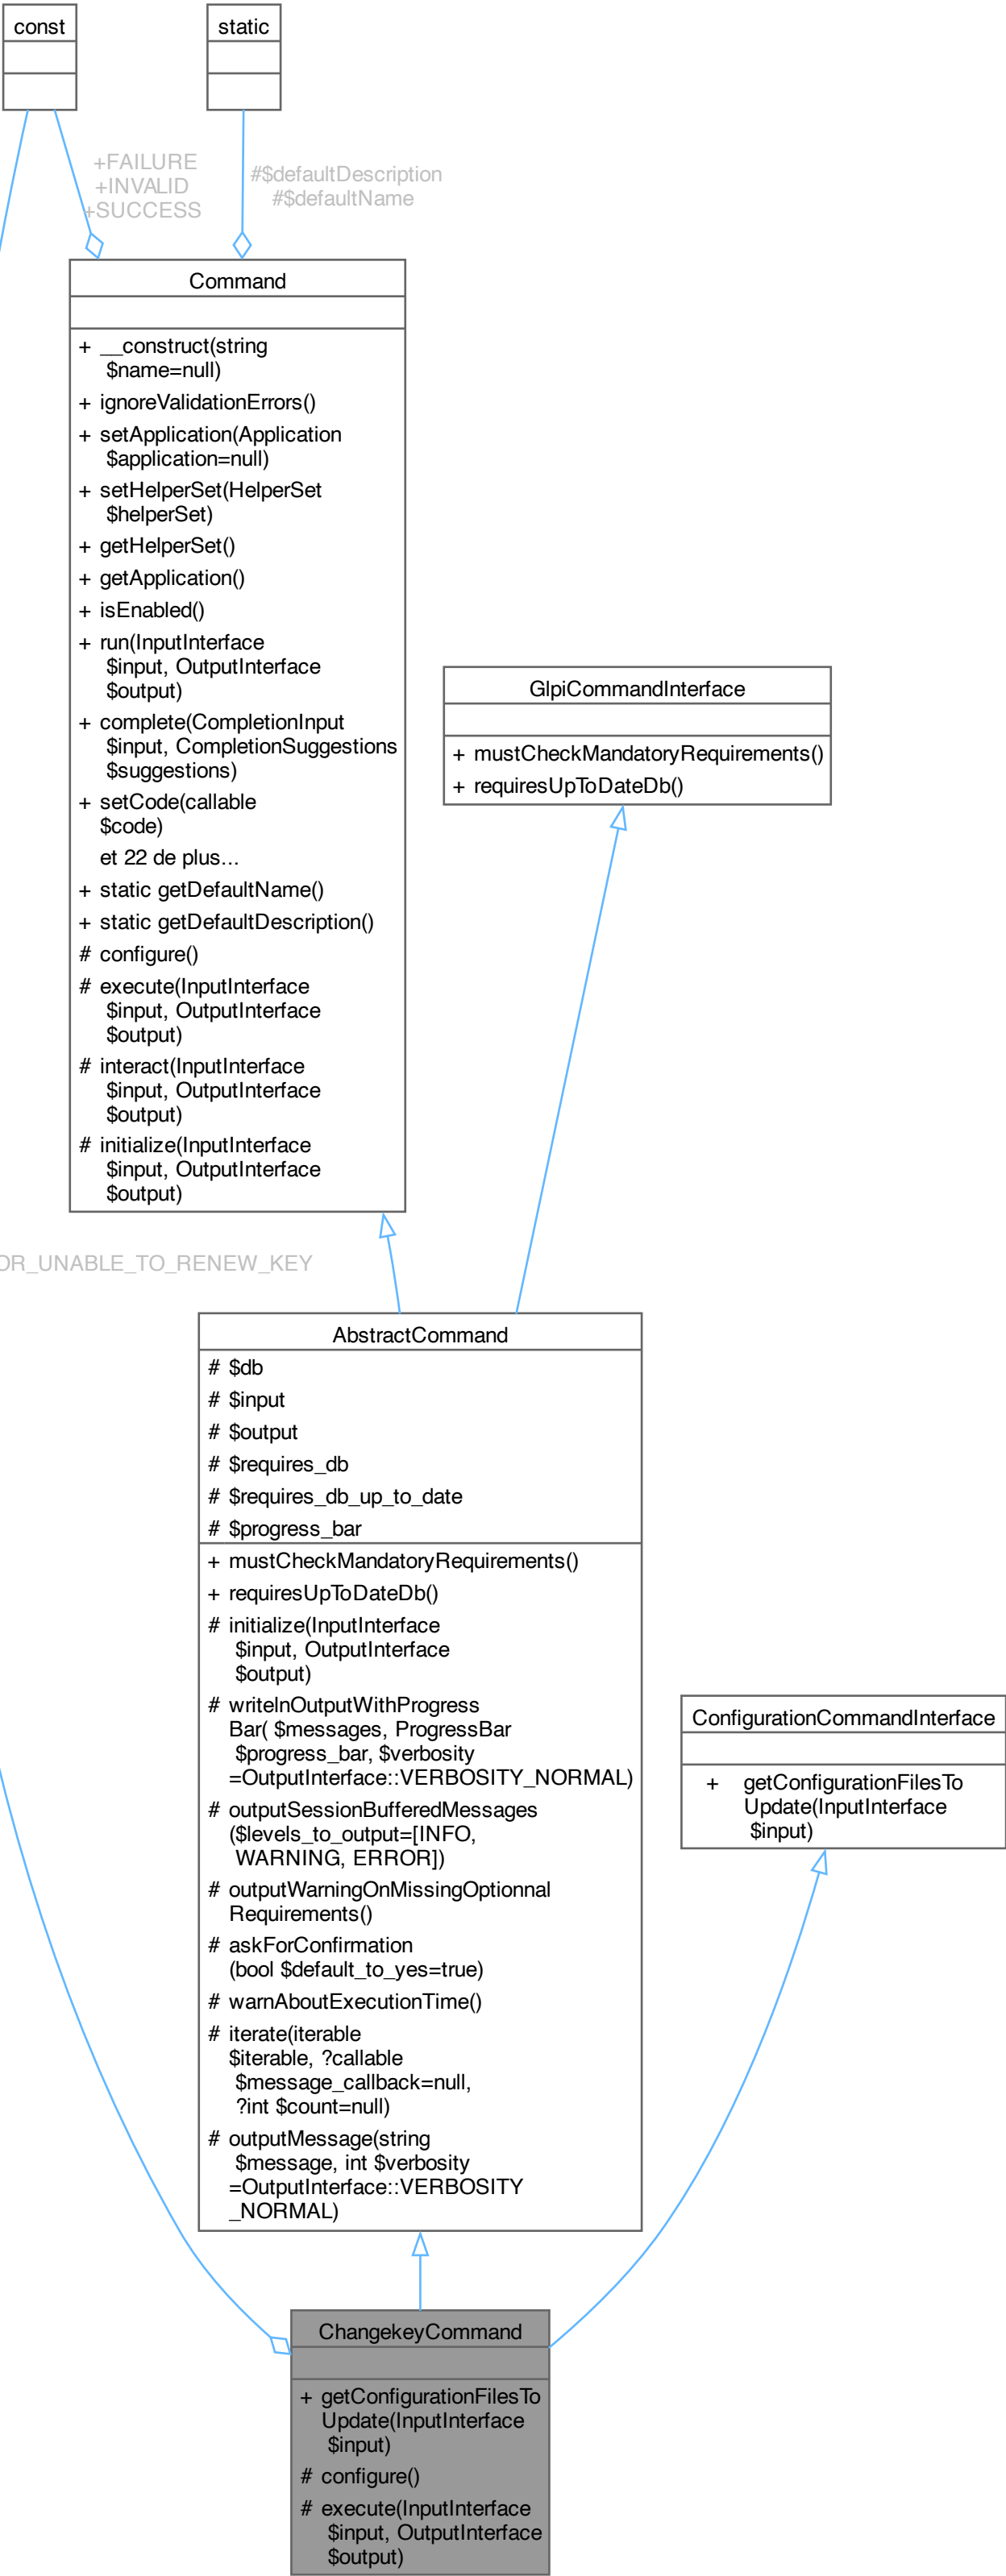 const
static
+FAILURE
+INVALID
+SUCCESS
#$defaultDescription
#$defaultName
Command
+ __construct(string
$name=null)
+ ignoreValidationErrors()
+ setApplication(Application
$application=null)
+ setHelperSet(HelperSet
$helperSet)
+ getHelperSet()
+ getApplication()
+ isEnabled()
+ run(InputInterface
$input, OutputInterface
$output)
+ complete(CompletionInput
$input, CompletionSuggestions
$suggestions)
+ setCode(callable
$code)
et 22 de plus...
+ static getDefaultName()
+ static getDefaultDescription()
# configure()
# execute(InputInterface
$input, OutputInterface
$output)
# interact(InputInterface
$input, OutputInterface
$output)
# initialize(InputInterface
$input, OutputInterface
$output)
GlpiCommandInterface
+ mustCheckMandatoryRequirements()
+ requiresUpToDateDb()
OR_UNABLE_TO_RENEW_KEY
AbstractCommand
# $db
# $input
# $output
# $requires_db
# $requires_db_up_to_date
# $progress_bar
+ mustCheckMandatoryRequirements()
+ requiresUpToDateDb()
# initialize(InputInterface
$input, OutputInterface
$output)
# writelnOutputWithProgress
Bar( $messages, ProgressBar
$progress_bar, $verbosity
=OutputInterface::VERBOSITY_NORMAL)
# outputSessionBufferedMessages
($levels_to_output=[INFO,
WARNING, ERROR])
# outputWarningOnMissingOptionnal
Requirements()
# askForConfirmation
(bool $default_to_yes=true)
# warnAboutExecutionTime()
# iterate(iterable
$iterable, ?callable
$message_callback=null,
?int $count=null)
# outputMessage(string
$message, int $verbosity
=OutputInterface::VERBOSITY
_NORMAL)
ConfigurationCommandInterface
+ getConfigurationFilesTo
Update(InputInterface
$input)
ChangekeyCommand
+ getConfigurationFilesTo
Update(InputInterface
$input)
# configure()
# execute(InputInterface
$input, OutputInterface
$output)